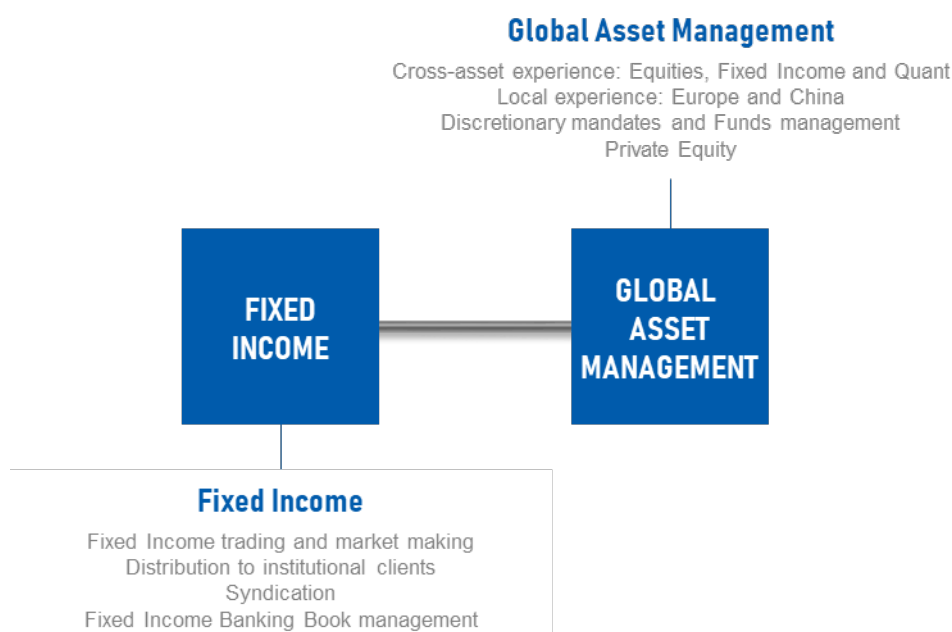 Global Asset Management
Cross-asset experience: Equities, Fixed Income and Quant
Local experience: Europe and China
Discretionary mandates and Funds management
Private Equity
FIXED
INCOME
GLOBAL
ASSET
MANAGEMENT
Fixed Income
Fixed Income trading and market making
Distribution to institutional clients
Syndication
Fixed Income Banking Book management